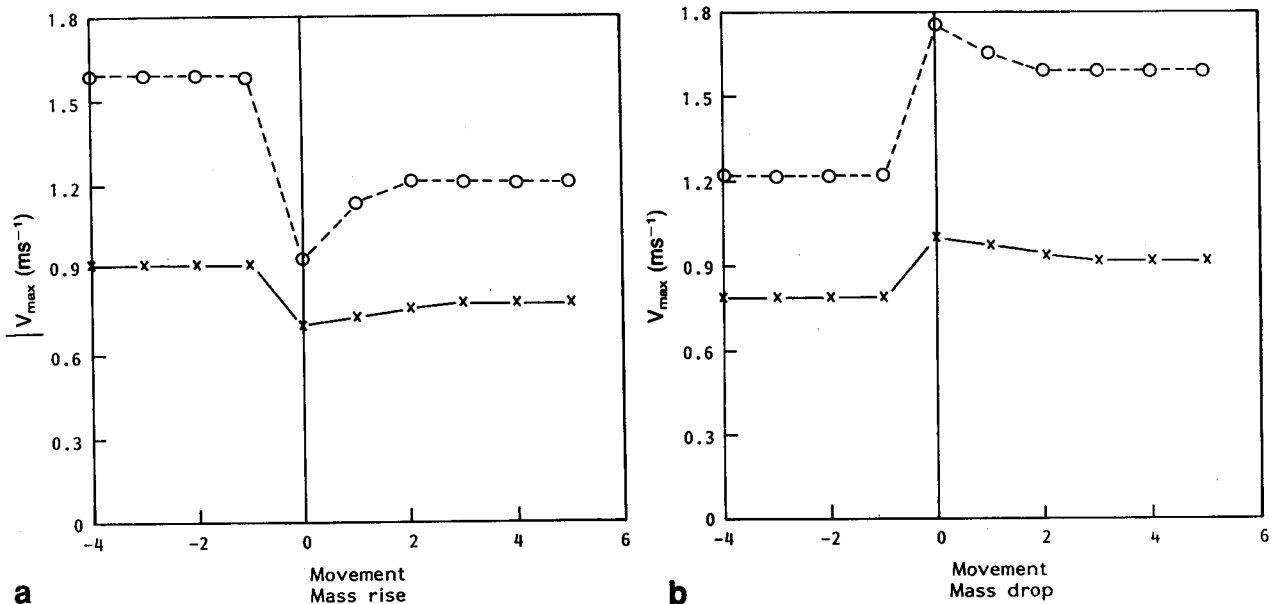 1.8
1.5
1.2
0.9
0.6
0.3
0
|Vmax (ms⁻¹)
-4 -2 0 2 4 6
Movement
Mass rise
a
1.8
1.5
1.2
0.9
0.6
0.3
0
Vmax (ms⁻¹)
-4 -2 0 2 4 6
Movement
Mass drop
b